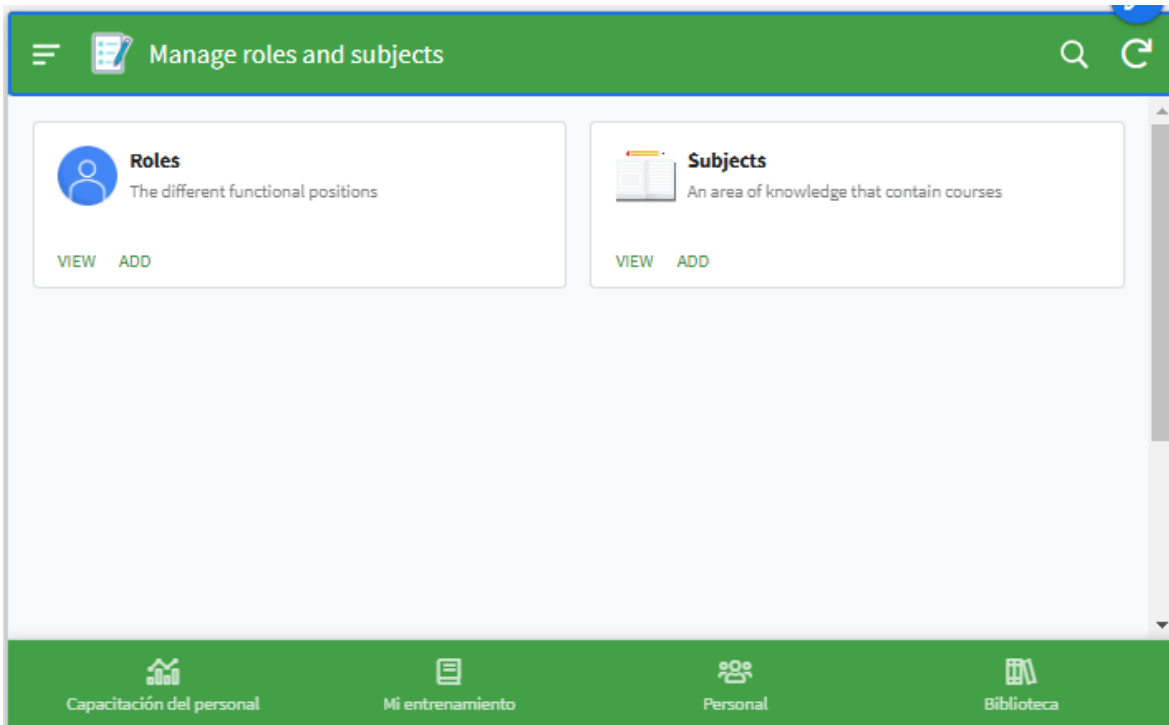 Manage roles and subjects
Roles
The different functional positions
VIEW ADD
Subjects
An area of knowledge that contain courses
VIEW ADD
Capacitación del personal
Mi entrenamiento
Personal
Biblioteca